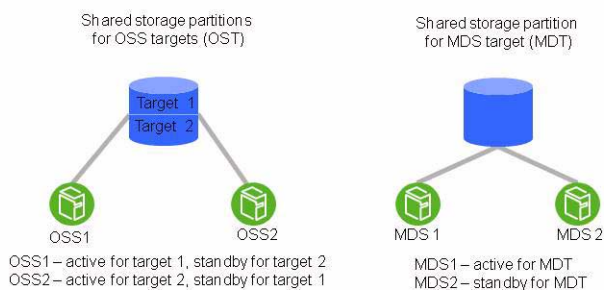 Shared storage partitions
for OSS targets (OST)
Target 1
Target 2
OSS1
OSS2
OSS1 – active for target 1, standby for target 2
OSS2 – active for target 2, standby for target 1
Shared storage partition
for MDS target (MDT)
MDS 1
MDS 2
MDS1 – active for MDT
MDS2 – standby for MDT